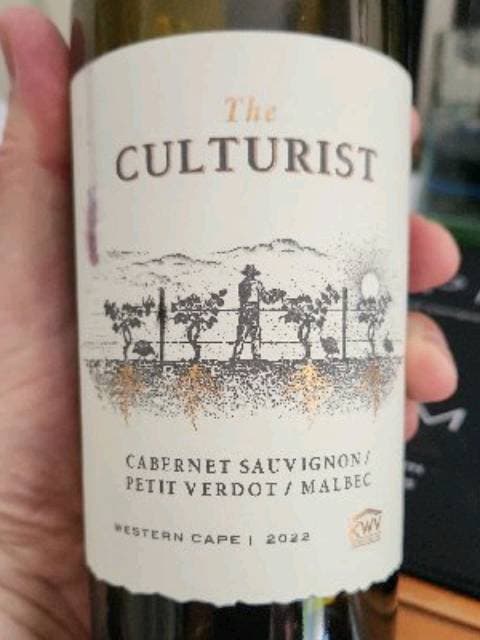 The
CULTURIST
CABERNET SAUVIGNON /
PETIT VERDOT / MALBEC
WESTERN CAPE | 2022
KWV